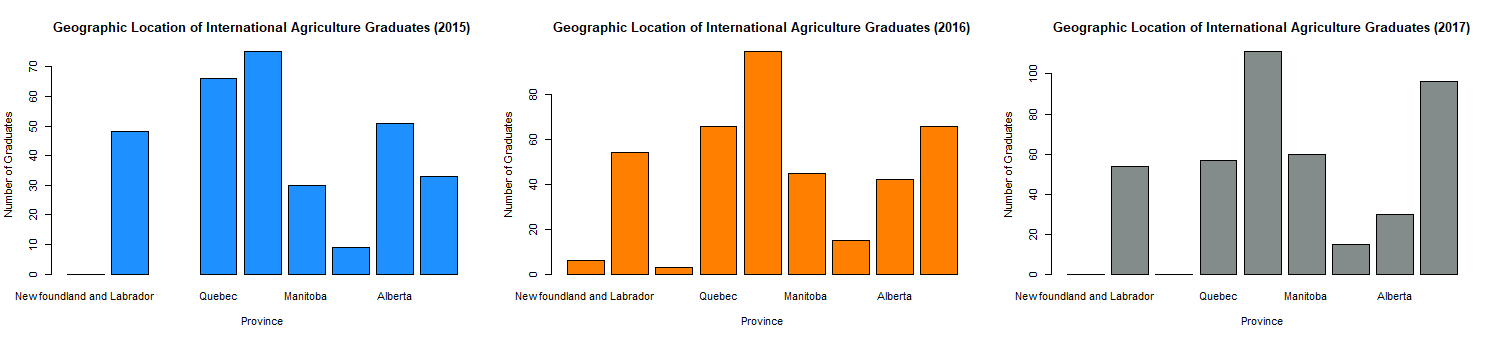 Geographic Location of International Agriculture Graduates (2015)
Number of Graduates
70
60
50
40
30
20
10
0
Newfoundland and Labrador Quebec Manitoba Alberta
Province
Geographic Location of International Agriculture Graduates (2016)
Number of Graduates
80
60
40
20
0
Newfoundland and Labrador Quebec Manitoba Alberta
Province
Geographic Location of International Agriculture Graduates (2017)
Number of Graduates
100
80
60
40
20
0
Newfoundland and Labrador Quebec Manitoba Alberta
Province